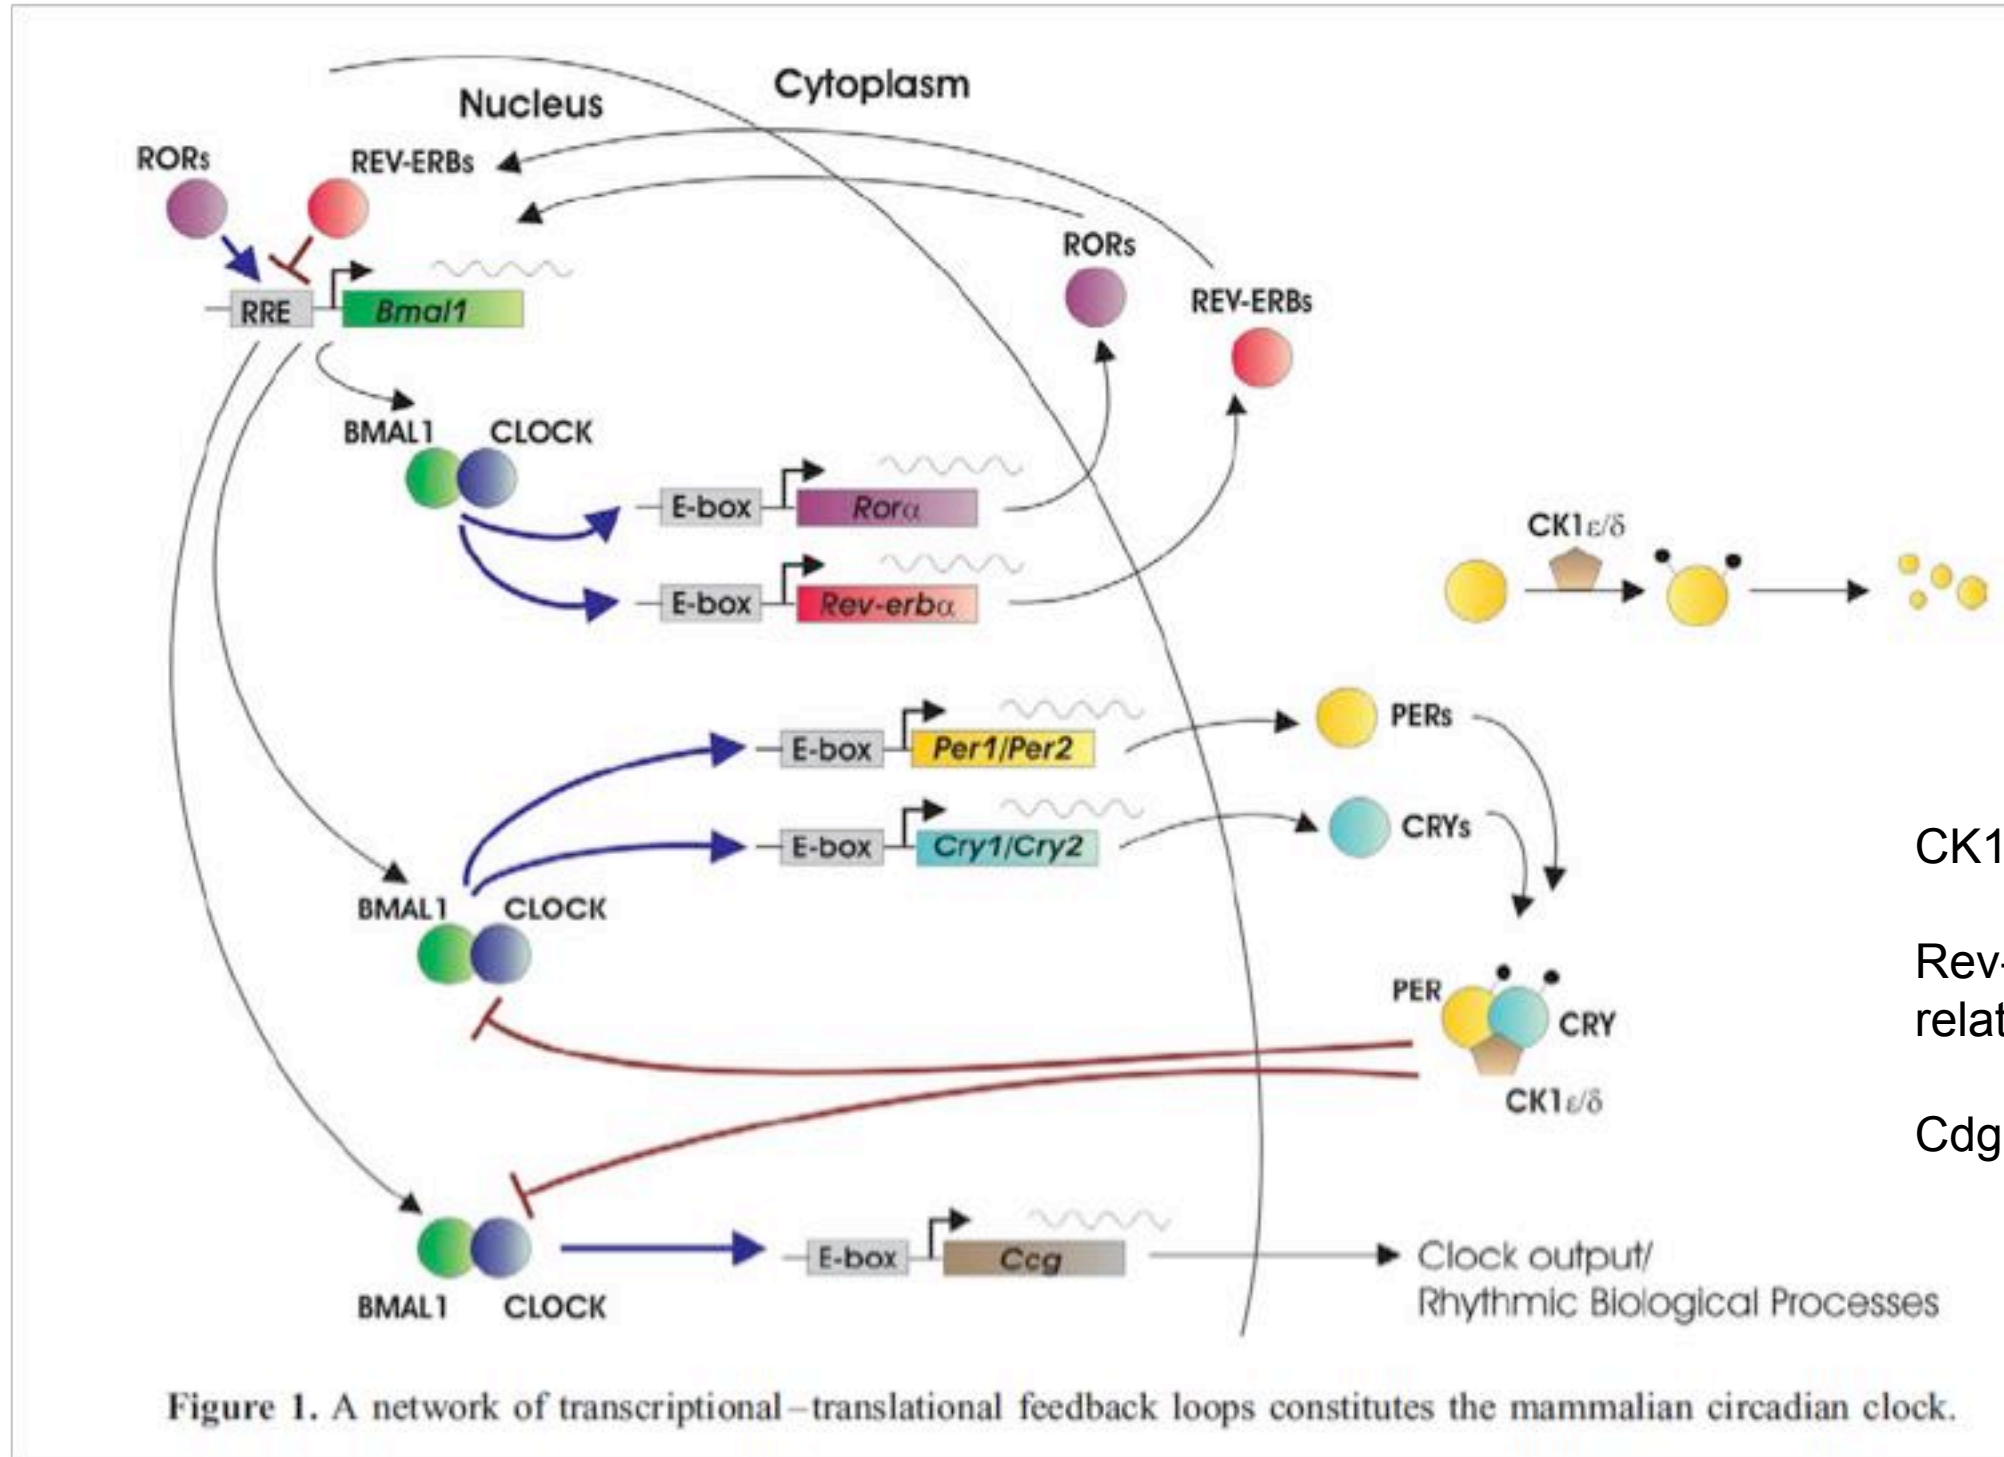 Nucleus
Cytoplasm
RORs
REV-ERBs
RORs
REV-ERBs
RRE
Bmal1
BMAL1
CLOCK
E-box
Rorα
CK1ε/δ
E-box
Rev-erbα
PERs
E-box
Per1/Per2
CRYs
E-box
Cry1/Cry2
CK1
BMAL1
CLOCK
Rev-
relat
PER
CRY
CK1ε/δ
Cdg
E-box
Ccg
Clock output/
Rhythmic Biological Processes
BMAL1
CLOCK
Figure 1. A network of transcriptional–translational feedback loops constitutes the mammalian circadian clock.